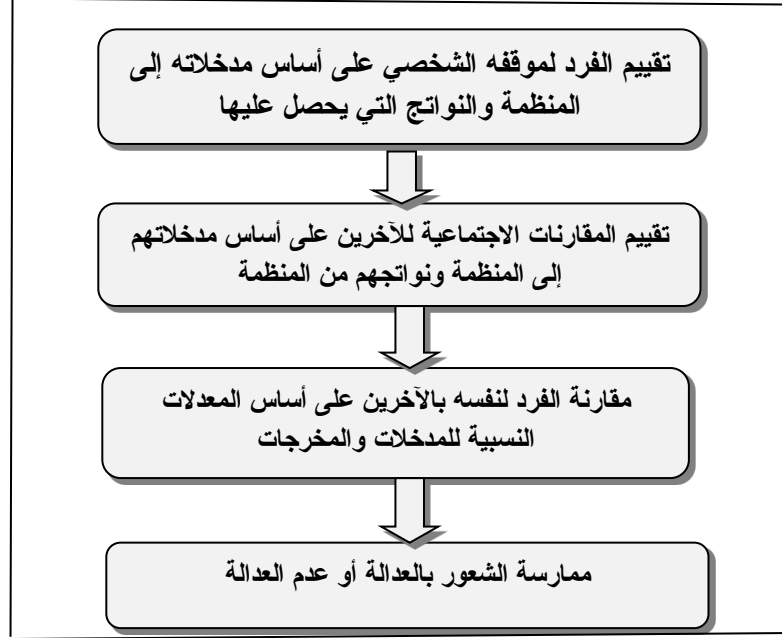 تقييم الفرد لموقفه الشخصي على أساس مدخلاته إلى
المنظمة والنواتج التي يحصل عليها
تقييم المقارنات الاجتماعية للآخرين على أساس مدخلاتهم
إلى المنظمة ونواتجهم من المنظمة
مقارنة الفرد لنفسه بالآخرين على أساس المعدلات
النسبية للمدخلات والمخرجات
ممارسة الشعور بالعدالة أو عدم العدالة